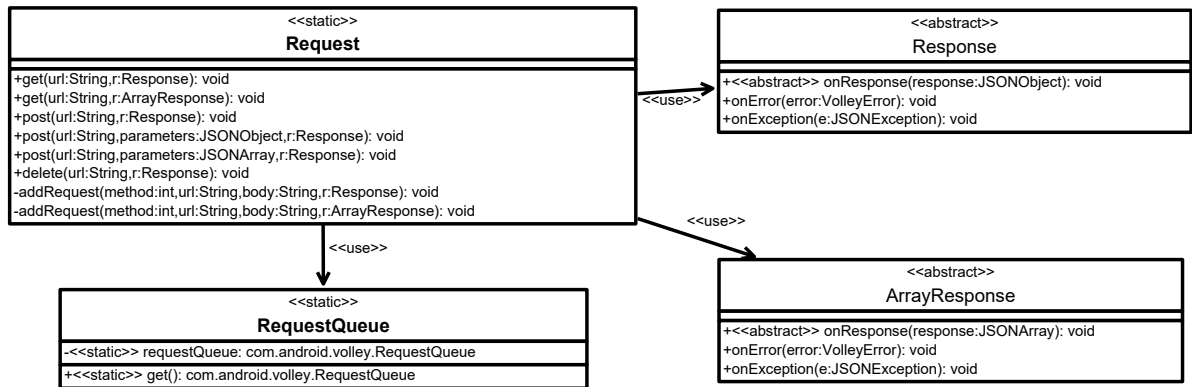 <<static>>
Request
+get(url:String,r:Response): void
+get(url:String,r:ArrayResponse): void
+post(url:String,r:Response): void
+post(url:String,parameters:JSONObject,r:Response): void
+post(url:String,parameters:JSONArray,r:Response): void
+delete(url:String,r:Response): void
-addRequest(method:int,url:String,body:String,r:Response): void
-addRequest(method:int,url:String,body:String,r:ArrayResponse): void
<<use>>
<<abstract>>
Response
+<<abstract>> onResponse(response:JSONObject): void
+onError(error:VolleyError): void
+onException(e:JSONException): void
<<use>>
<<use>>
<<static>>
RequestQueue
-<<static>> requestQueue: com.android.volley.RequestQueue
+<<static>> get(): com.android.volley.RequestQueue
<<abstract>>
ArrayResponse
+<<abstract>> onResponse(response:JSONArray): void
+onError(error:VolleyError): void
+onException(e:JSONException): void